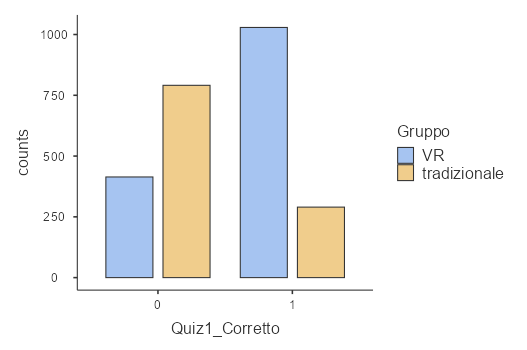 counts
1000
750
500
250
0
0 1
Quiz1_Corretto
Gruppo
VR
tradizionale